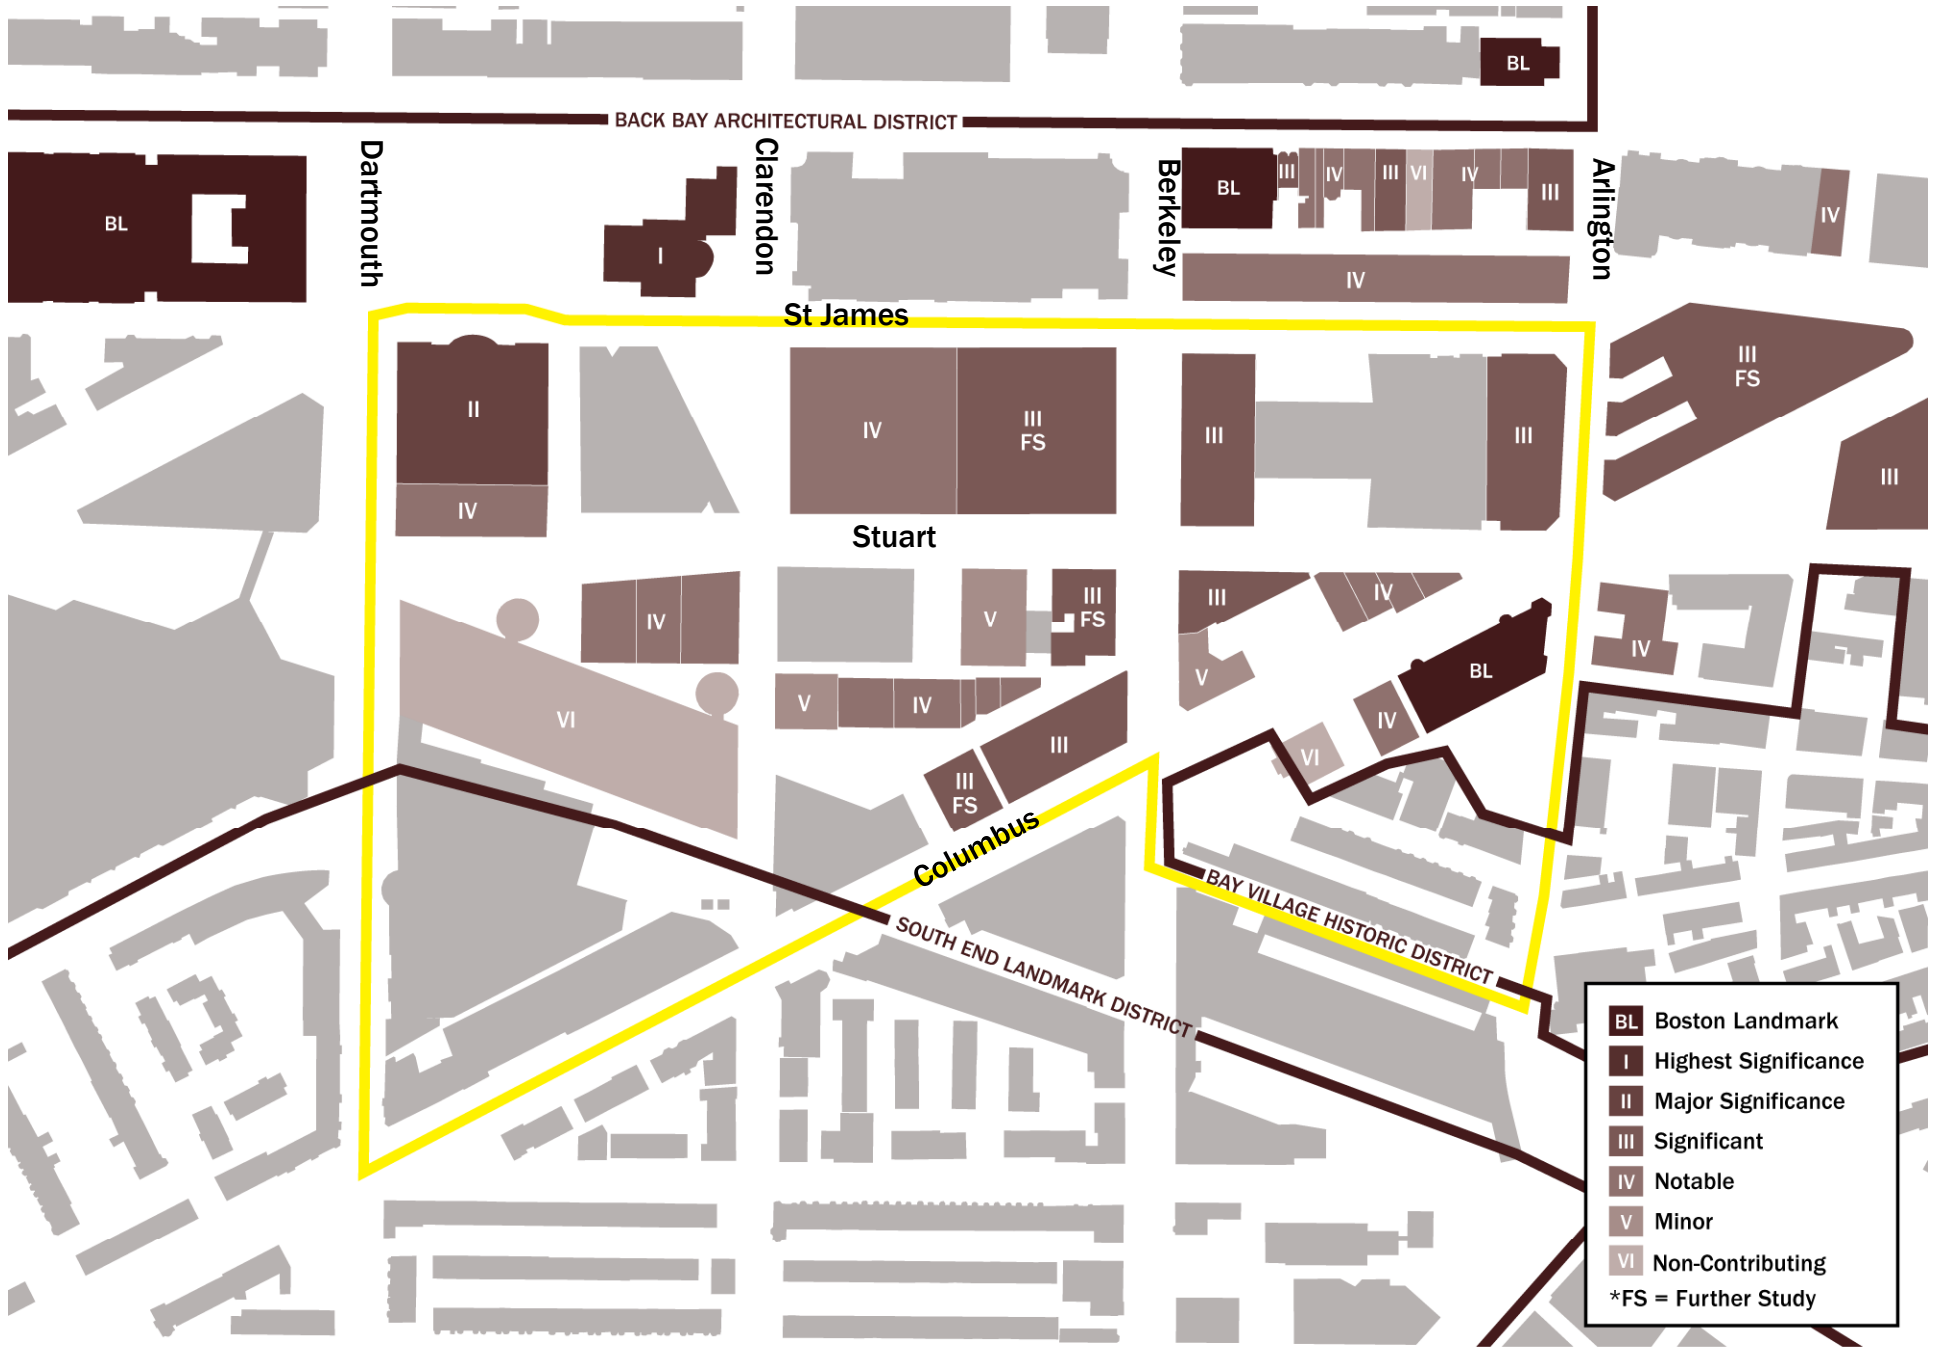 BL
BACK BAY ARCHITECTURAL DISTRICT
Dartmouth
Clarendon
Berkeley
Arlington
BL
I
BL
III
IV
III
VI
IV
III
IV
IV
St James
II
IV
IV
III
FS
III
III
III
FS
III
Stuart
IV
V
III
FS
III
IV
IV
VI
V
IV
III
V
BL
IV
VI
III
FS
Columbus
BAY VILLAGE HISTORIC DISTRICT
SOUTH END LANDMARK DISTRICT
BL Boston Landmark
I Highest Significance
II Major Significance
III Significant
IV Notable
V Minor
VI Non-Contributing
*FS = Further Study